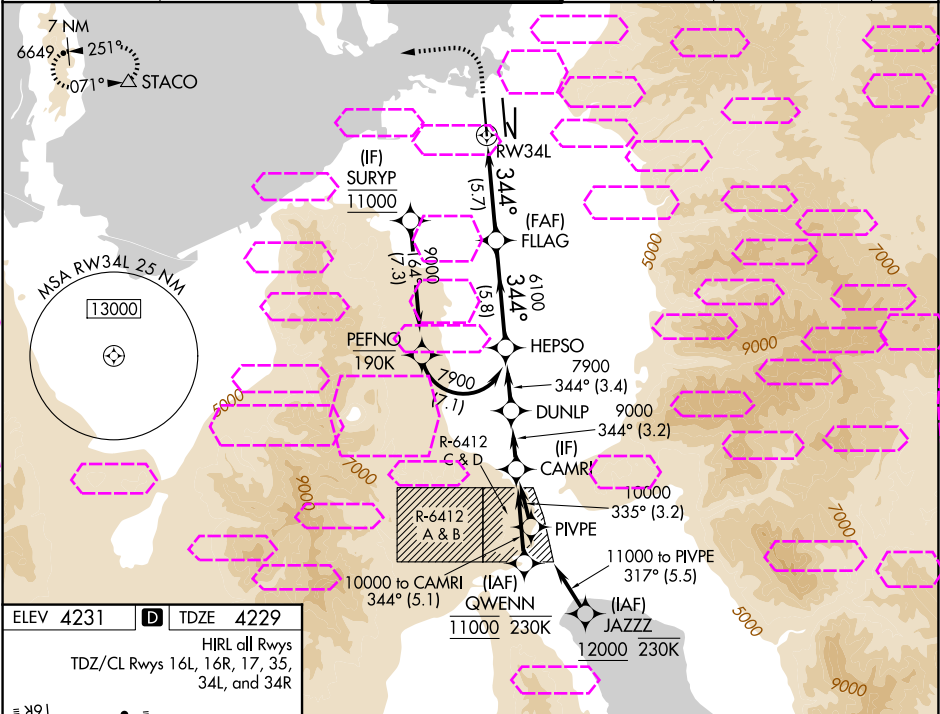 7 NM
6649
251°
071°
STACO
RW34L
(IF)
SURYP
11000
344°
(5.7)
(FAF)
FLLAG
9000
164°
(7.3)
6100
344°
(5.8)
5000
7000
MSA RW34L 25 NM
13000
PEFNO
190K
HEPSO
9000
7900
(7.1)
7900
344° (3.4)
5000
DUNLP
9000
344° (3.2)
R-6412
C & D
(IF)
CAMRI
7000
9000
10000
335° (3.2)
R-6412
A & B
PIVPE
7000
10000 to CAMRI
344° (5.1)
11000 to PIVPE
317° (5.5)
(IAF)
QWENN
11000 230K
(IAF)
JAZZZ
12000 230K
5000
9000
ELEV 4231 D TDZE 4229
HIRL all Rwys
TDZ/CL Rwys 16L, 16R, 17, 35,
34L, and 34R
16R